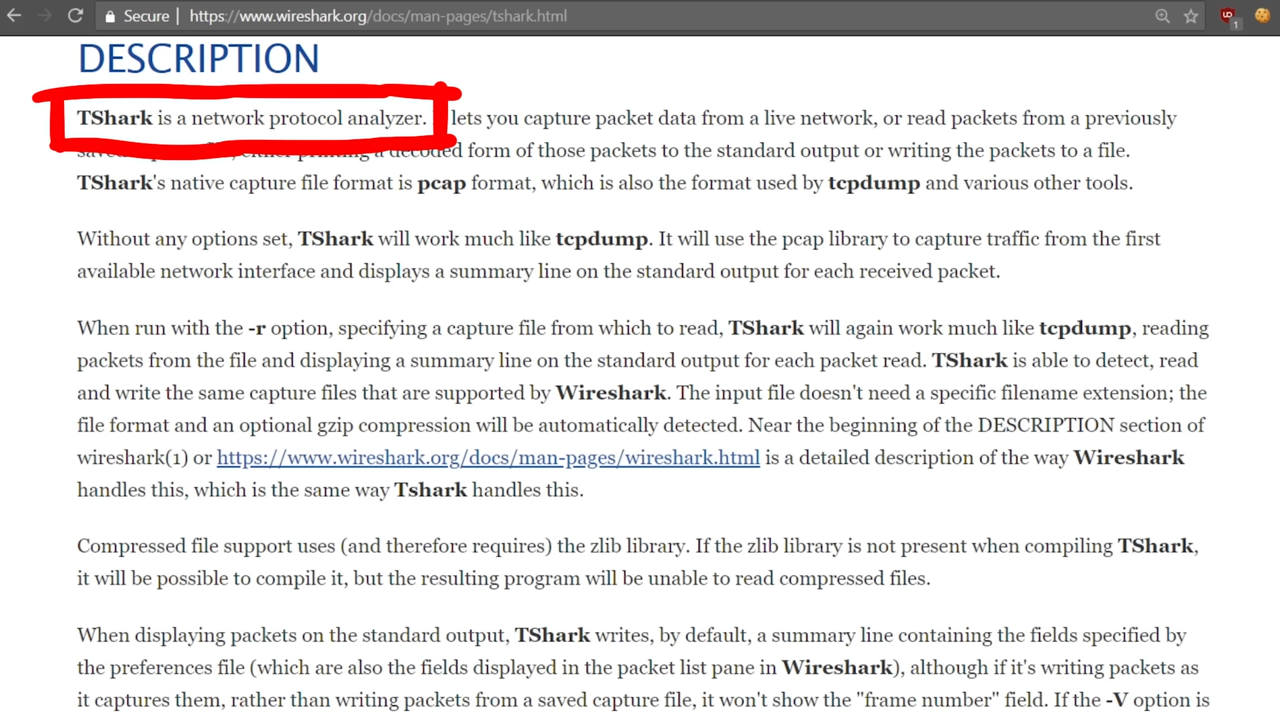 Secure | https://www.wireshark.org/docs/man-pages/tshark.html
1
DESCRIPTION
TShark is a network protocol analyzer. lets you capture packet data from a live network, or read packets from a previously
either printing a decoded form of those packets to the standard output or writing the packets to a file.
TShark's native capture file format is pcap format, which is also the format used by tcpdump and various other tools.
Without any options set, TShark will work much like tcpdump. It will use the pcap library to capture traffic from the first
available network interface and displays a summary line on the standard output for each received packet.
When run with the -r option, specifying a capture file from which to read, TShark will again work much like tcpdump, reading
packets from the file and displaying a summary line on the standard output for each packet read. TShark is able to detect, read
and write the same capture files that are supported by Wireshark. The input file doesn't need a specific filename extension; the
file format and an optional gzip compression will be automatically detected. Near the beginning of the DESCRIPTION section of
wireshark(1) or https://www.wireshark.org/docs/man-pages/wireshark.html is a detailed description of the way Wireshark
handles this, which is the same way Tshark handles this.
Compressed file support uses (and therefore requires) the zlib library. If the zlib library is not present when compiling TShark,
it will be possible to compile it, but the resulting program will be unable to read compressed files.
When displaying packets on the standard output, TShark writes, by default, a summary line containing the fields specified by
the preferences file (which are also the fields displayed in the packet list pane in Wireshark), although if it's writing packets as
it captures them, rather than writing packets from a saved capture file, it won't show the "frame number" field. If the -V option is